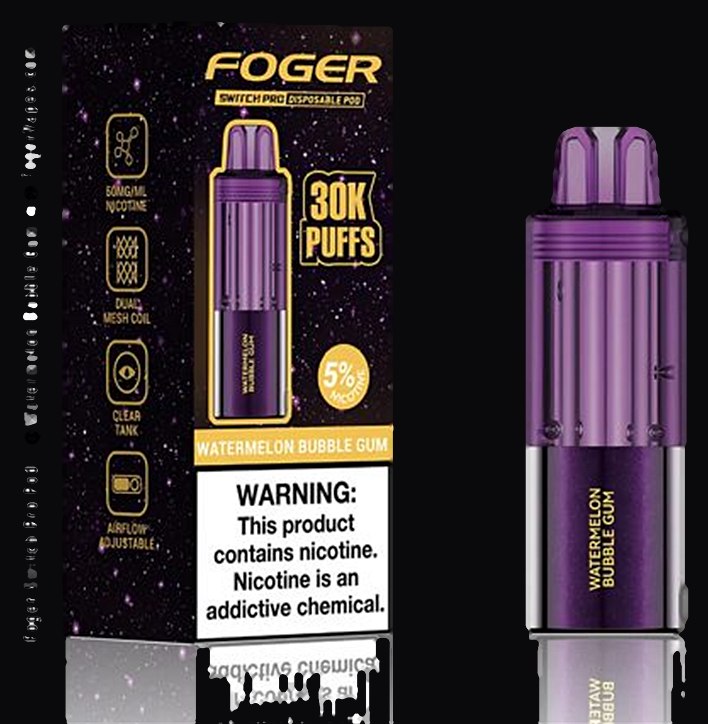 FOGER
SWITCH PRO DISPOSABLE POD
30K
PUFFS
50MG/ML
NICOTINE
DUAL
MESH COIL
CLEAR
TANK
AIRFLOW
ADJUSTABLE
WATERMELON
BUBBLE GUM
5%
NICOTINE
WATERMELON BUBBLE GUM
WARNING:
This product
contains nicotine.
Nicotine is an
addictive chemical.
WATERMELON
BUBBLE GUM